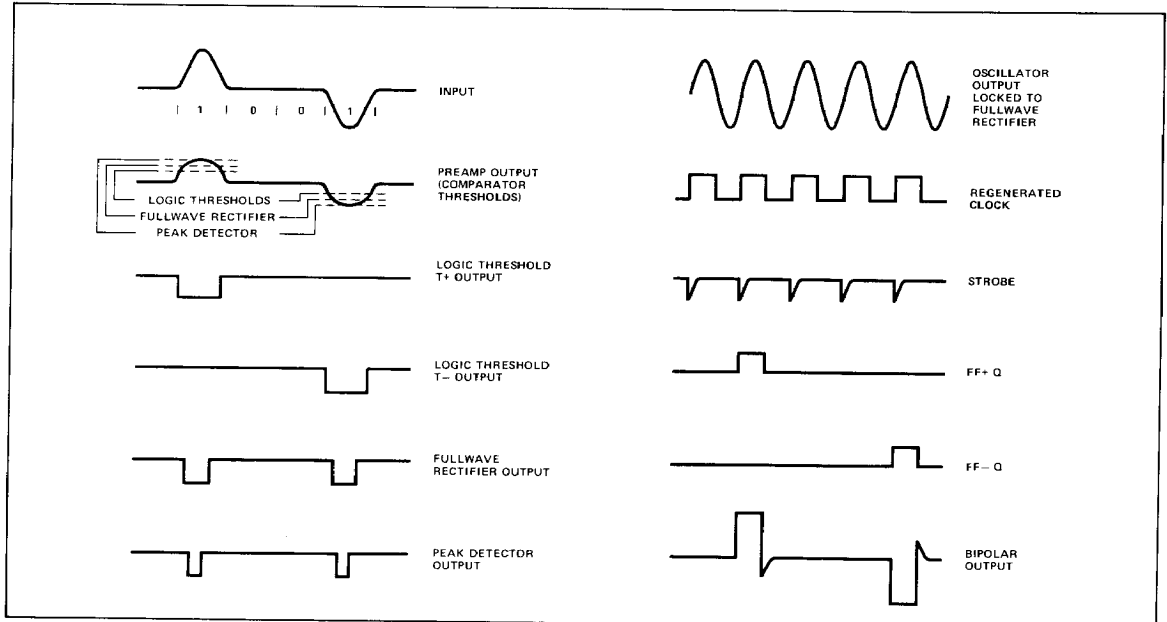 INPUT
| 1 | 0 | 0 | 1 |
PREAMP OUTPUT
(COMPARATOR
THRESHOLDS)
LOGIC THRESHOLDS
FULLWAVE RECTIFIER
PEAK DETECTOR
LOGIC THRESHOLD
T+ OUTPUT
LOGIC THRESHOLD
T− OUTPUT
FULLWAVE
RECTIFIER OUTPUT
PEAK DETECTOR
OUTPUT
OSCILLATOR
OUTPUT
LOCKED TO
FULLWAVE
RECTIFIER
REGENERATED
CLOCK
STROBE
FF+ Q
FF− Q
BIPOLAR
OUTPUT